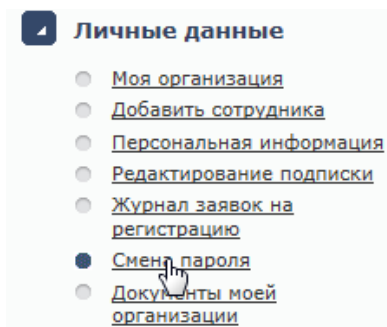 Личные данные
Моя организация
Добавить сотрудника
Персональная информация
Редактирование подписки
Журнал заявок на
регистрацию
Смена пароля
Документы моей
организации